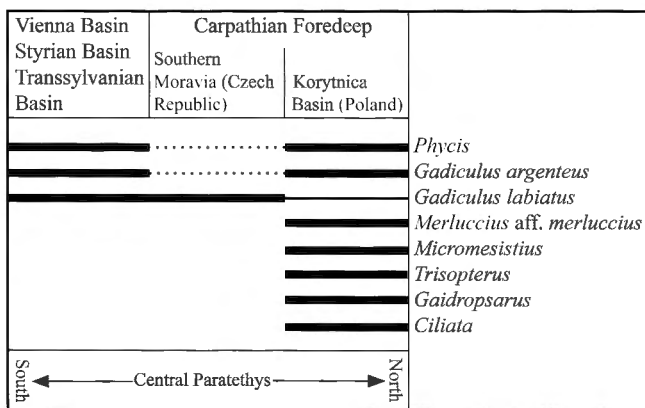 Vienna Basin
Styrian Basin
Transsylvanian
Basin
Carpathian Foredeep
Southern
Moravia (Czech
Republic)
Korytnica
Basin (Poland)
Phycis
Gadiculus argenteus
Gadiculus labiatus
Merluccius aff. merluccius
Micromesistius
Trisopterus
Gaidropsarus
Ciliata
South
Central Paratethys
North